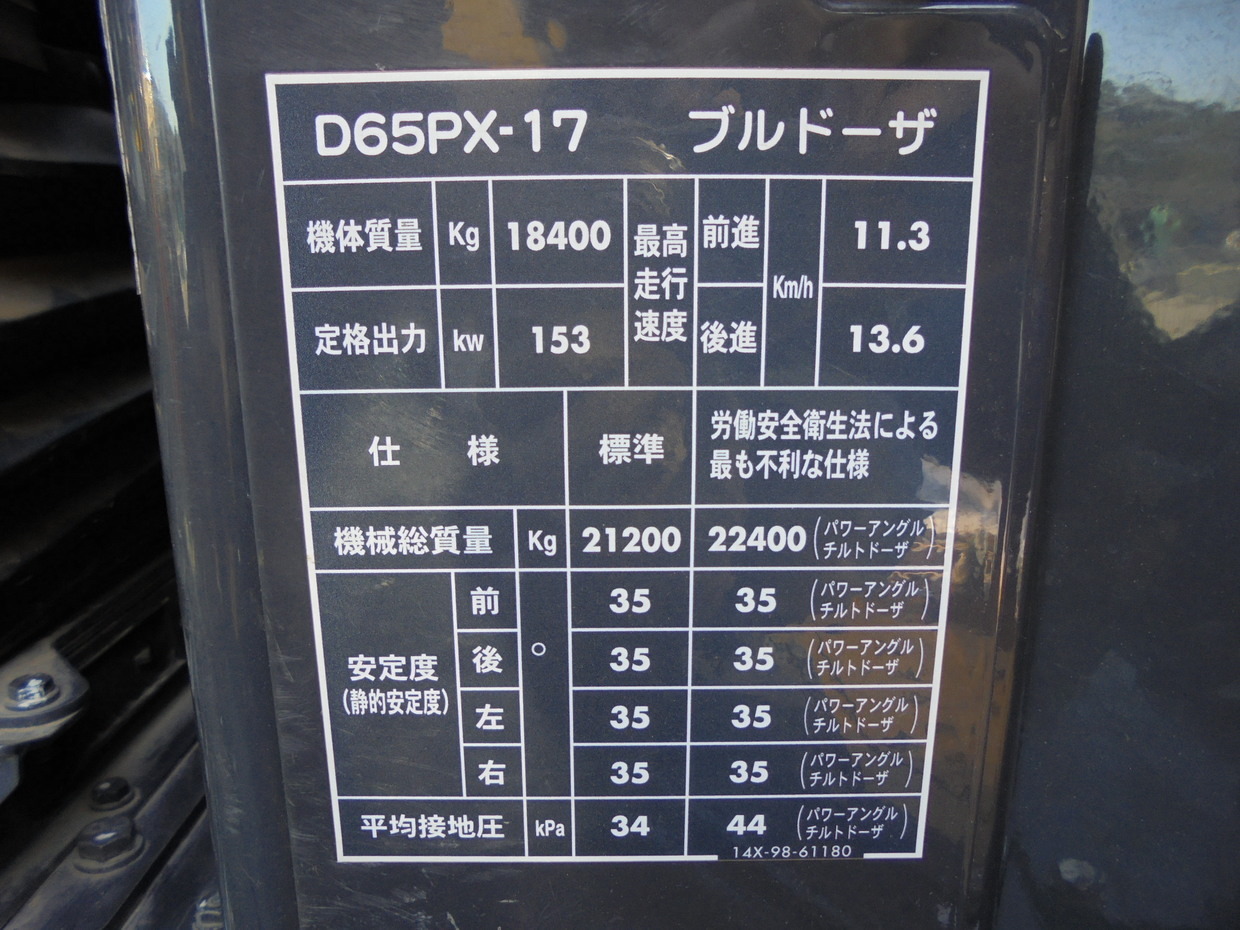 D65PX-17 ブルドーザ
機体質量 Kg 18400 最高走行速度 前進 Km/h 11.3
定格出力 kw 153 後進 13.6
仕様 標準 労働安全衛生法による
最も不利な仕様
機械総質量 Kg 21200 22400 (パワーアングル
チルトドーザ)
安定度
(静的安定度)
前 ° 35 35 (パワーアングル
チルトドーザ)
後 35 35 (パワーアングル
チルトドーザ)
左 35 35 (パワーアングル
チルトドーザ)
右 35 35 (パワーアングル
チルトドーザ)
平均接地圧 kPa 34 44 (パワーアングル
チルトドーザ)
14X-98-61180